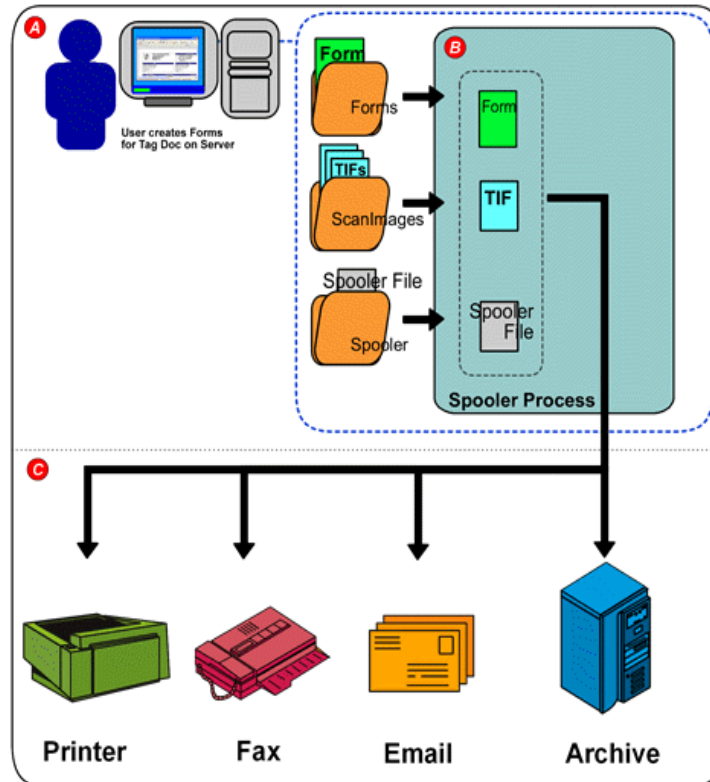 A
User creates Forms
for Tag Doc on Server
Form
Forms
TIFs
ScanImages
Spooler File
Spooler
B
Form
TIF
Spooler
File
Spooler Process
C
Printer
Fax
Email
Archive